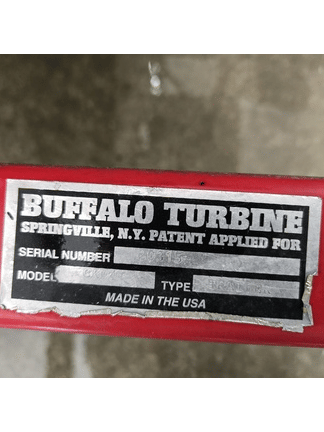 BUFFALO TURBINE
SPRINGVILLE, N.Y. PATENT APPLIED FOR
SERIAL NUMBER
MODEL TYPE
MADE IN THE USA